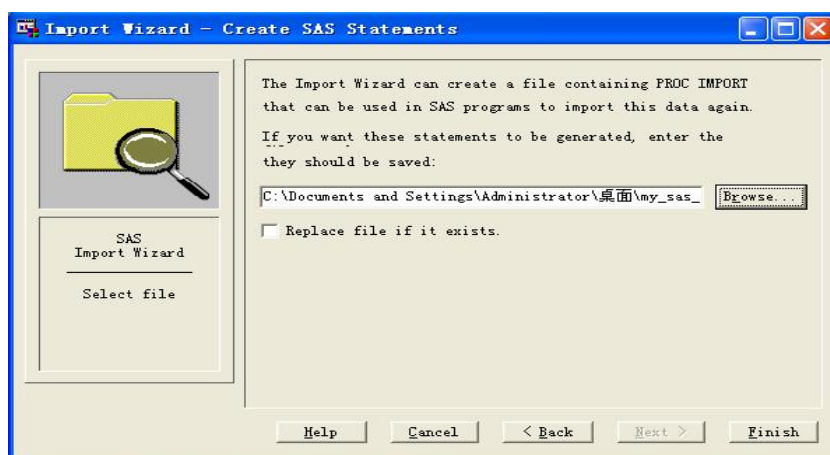 Import Wizard - Create SAS Statements
The Import Wizard can create a file containing PROC IMPORT
that can be used in SAS programs to import this data again.
If you want these statements to be generated, enter the
they should be saved:
C:\Documents and Settings\Administrator\桌面\my_sas_
Browse...
Replace file if it exists.
SAS
Import Wizard
Select file
Help
Cancel
< Back
Next >
Finish